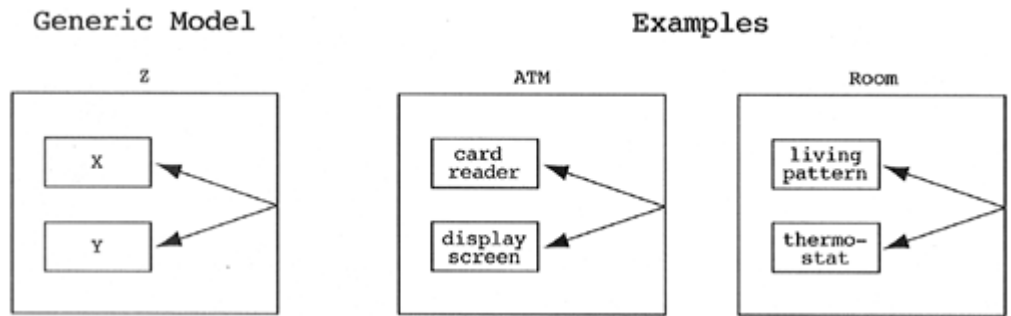 Generic Model
Examples
Z
X
Y
ATM
card
reader
display
screen
Room
living
pattern
thermo-
stat